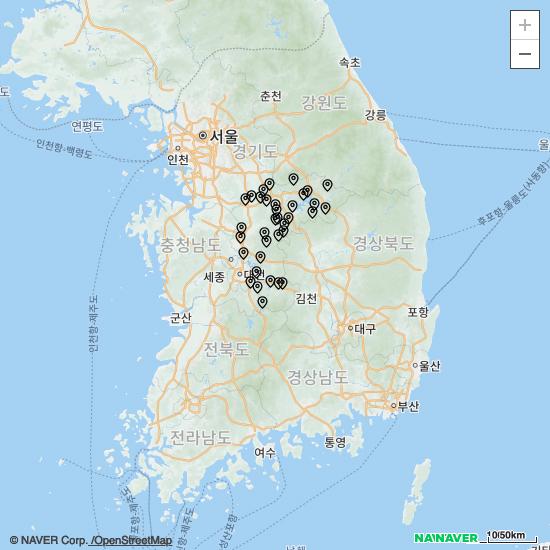 +
−
속초
춘천
강원도
강릉
연평도
서울
인천
경기도
인천항-백령도
후포항-울릉도(사동항)
충청남도
경상북도
세종
대전
김천
군산
인천항-제주도
포항
대구
전북도
울산
경상남도
부산
전라남도
여수
통영
© NAVER Corp. /OpenStreetMap
NAVER
10/50km